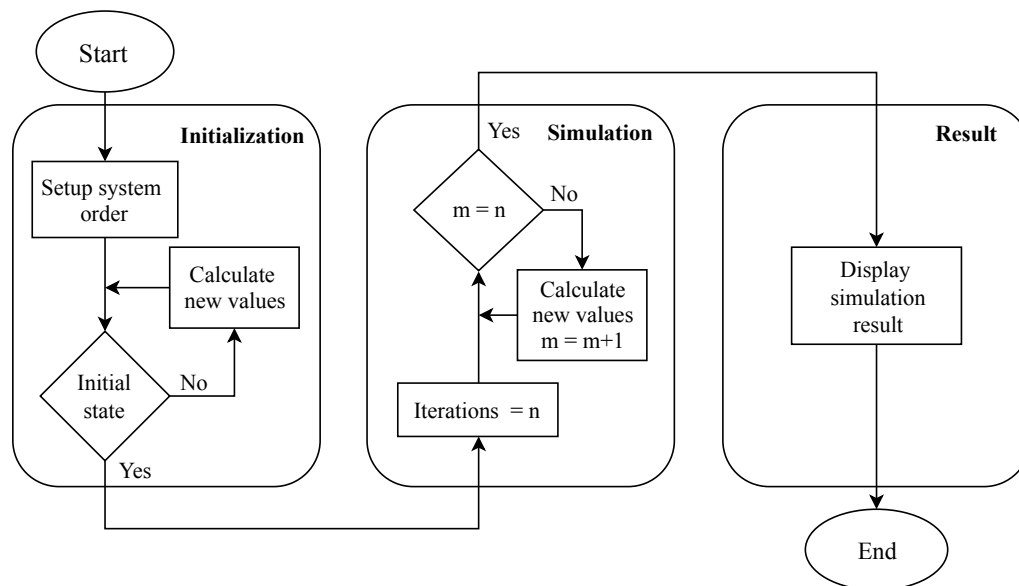 Start
Initialization
Setup system
order
Calculate
new values
Initial
state
No
Yes
Simulation
Yes
m = n
No
Calculate
new values
m = m+1
Iterations = n
Result
Display
simulation
result
End